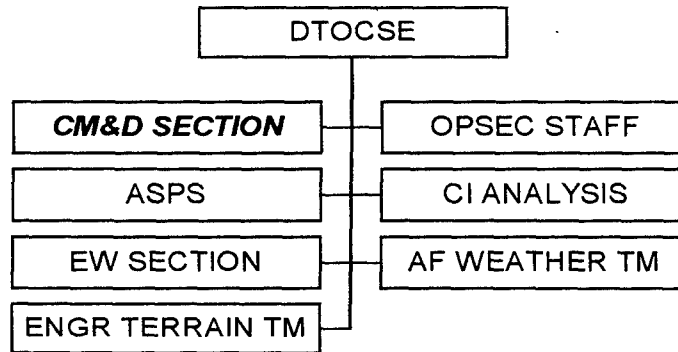 DTOCSE
CM&D SECTION
OPSEC STAFF
ASPS
CI ANALYSIS
EW SECTION
AF WEATHER TM
ENGR TERRAIN TM